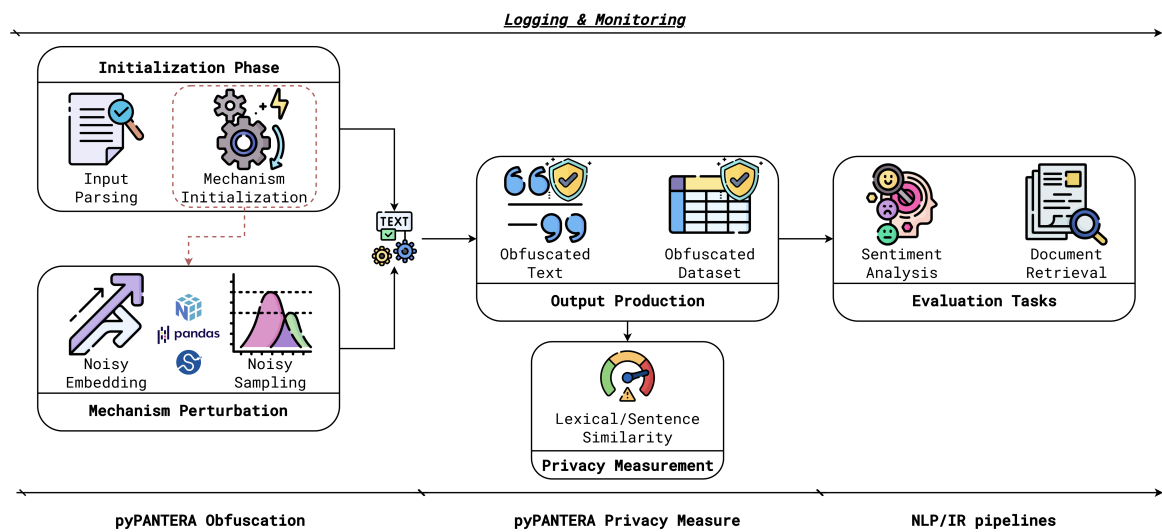 Logging & Monitoring
Initialization Phase
Input
Parsing
Mechanism
Initialization
TEXT
Noisy
Embedding
pandas
Noisy
Sampling
Mechanism Perturbation
Obfuscated
Text
Obfuscated
Dataset
Output Production
Lexical/Sentence
Similarity
Privacy Measurement
Sentiment
Analysis
Document
Retrieval
Evaluation Tasks
pyPANTERA Obfuscation
pyPANTERA Privacy Measure
NLP/IR pipelines